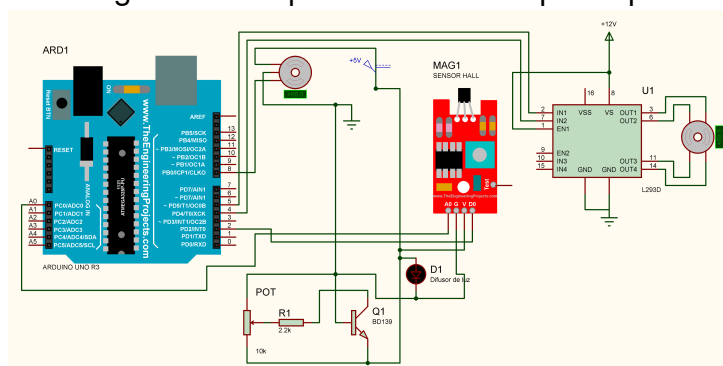 ARD1
ARDUINO UNO R3
Reset BTN
ON
www.TheEngineeringProjects.com
ANALOG IN
ATMEGA328P-PU
RESET
AREF
PB5/SCK
PB4/MISO
~ PB3/MOSI/OC2A
~ PB2/OC1B
~ PB1/OC1A
PB0/ICP1/CLKO
PD7/AIN1
~ PD6/AIN0
~ PD5/T1/OC0B
PD4/T0/XCK
~ PD3/INT1/OC2B
PD2/INT0
PD1/TXD
PD0/RXD
13
12
11
10
9
8
7
6
5
4
3
2
1
0
A0
A1
A2
A3
A4
A5
PC0/ADC0
PC1/ADC1
PC2/ADC2
PC3/ADC3
PC4/ADC4/SDA
PC5/ADC5/SCL
+5V
MAG1
SENSOR HALL
www.TheEngineeringProjects.com
Test
A0 G V D0
+12V
U1
16
8
2
7
1
9
10
15
IN1
IN2
EN1
EN2
IN3
IN4
VSS
VS
OUT1
OUT2
OUT3
OUT4
GND
GND
3
6
11
14
L293D
D1
Difusor de luz
POT
10k
R1
2.2k
Q1
BD139